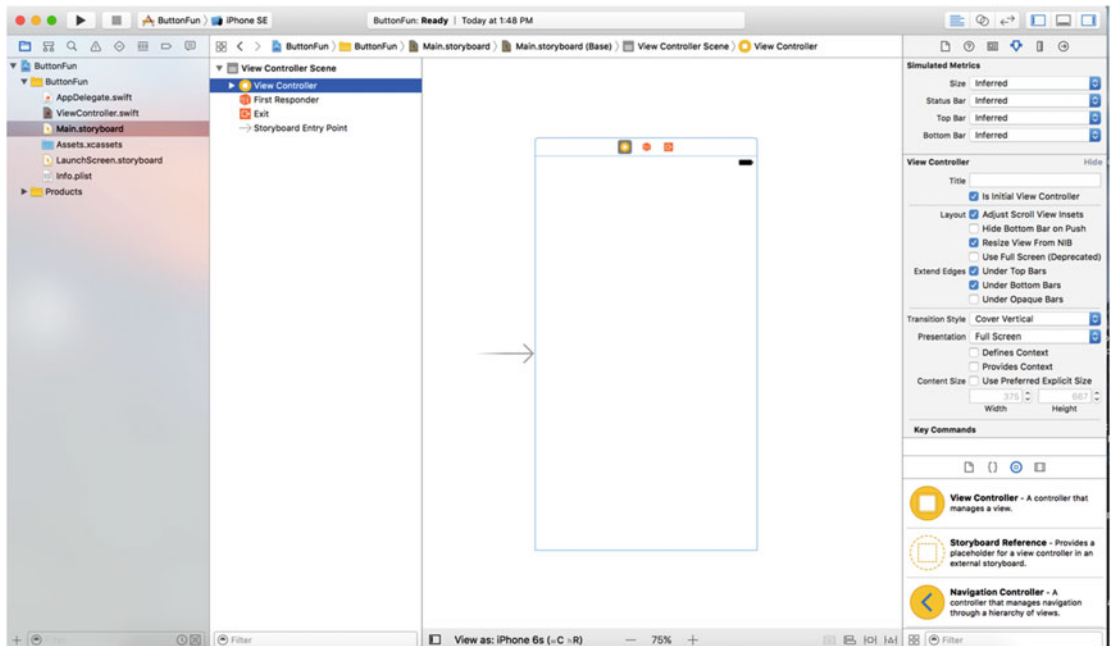 ButtonFun
iPhone SE
ButtonFun: Ready | Today at 1:48 PM
ButtonFun
ButtonFun
Main.storyboard
Main.storyboard (Base)
View Controller Scene
View Controller
ButtonFun
ButtonFun
AppDelegate.swift
ViewController.swift
Main.storyboard
Assets.xcassets
LaunchScreen.storyboard
Info.plist
Products
View Controller Scene
View Controller
First Responder
Exit
Storyboard Entry Point
Simulated Metrics
Size Inferred
Status Bar Inferred
Top Bar Inferred
Bottom Bar Inferred
View Controller Hide
Title
Is Initial View Controller
Layout Adjust Scroll View Insets
Hide Bottom Bar on Push
Resize View From NIB
Use Full Screen (Deprecated)
Extend Edges Under Top Bars
Under Bottom Bars
Under Opaque Bars
Transition Style Cover Vertical
Presentation Full Screen
Defines Context
Provides Context
Content Size Use Preferred Explicit Size
375 667
Width Height
Key Commands
View Controller - A controller that
manages a view.
Storyboard Reference - Provides a
placeholder for a view controller in an
external storyboard.
Navigation Controller - A
controller that manages navigation
through a hierarchy of views.
Filter
View as: iPhone 6s (wC hR)
75%
Filter